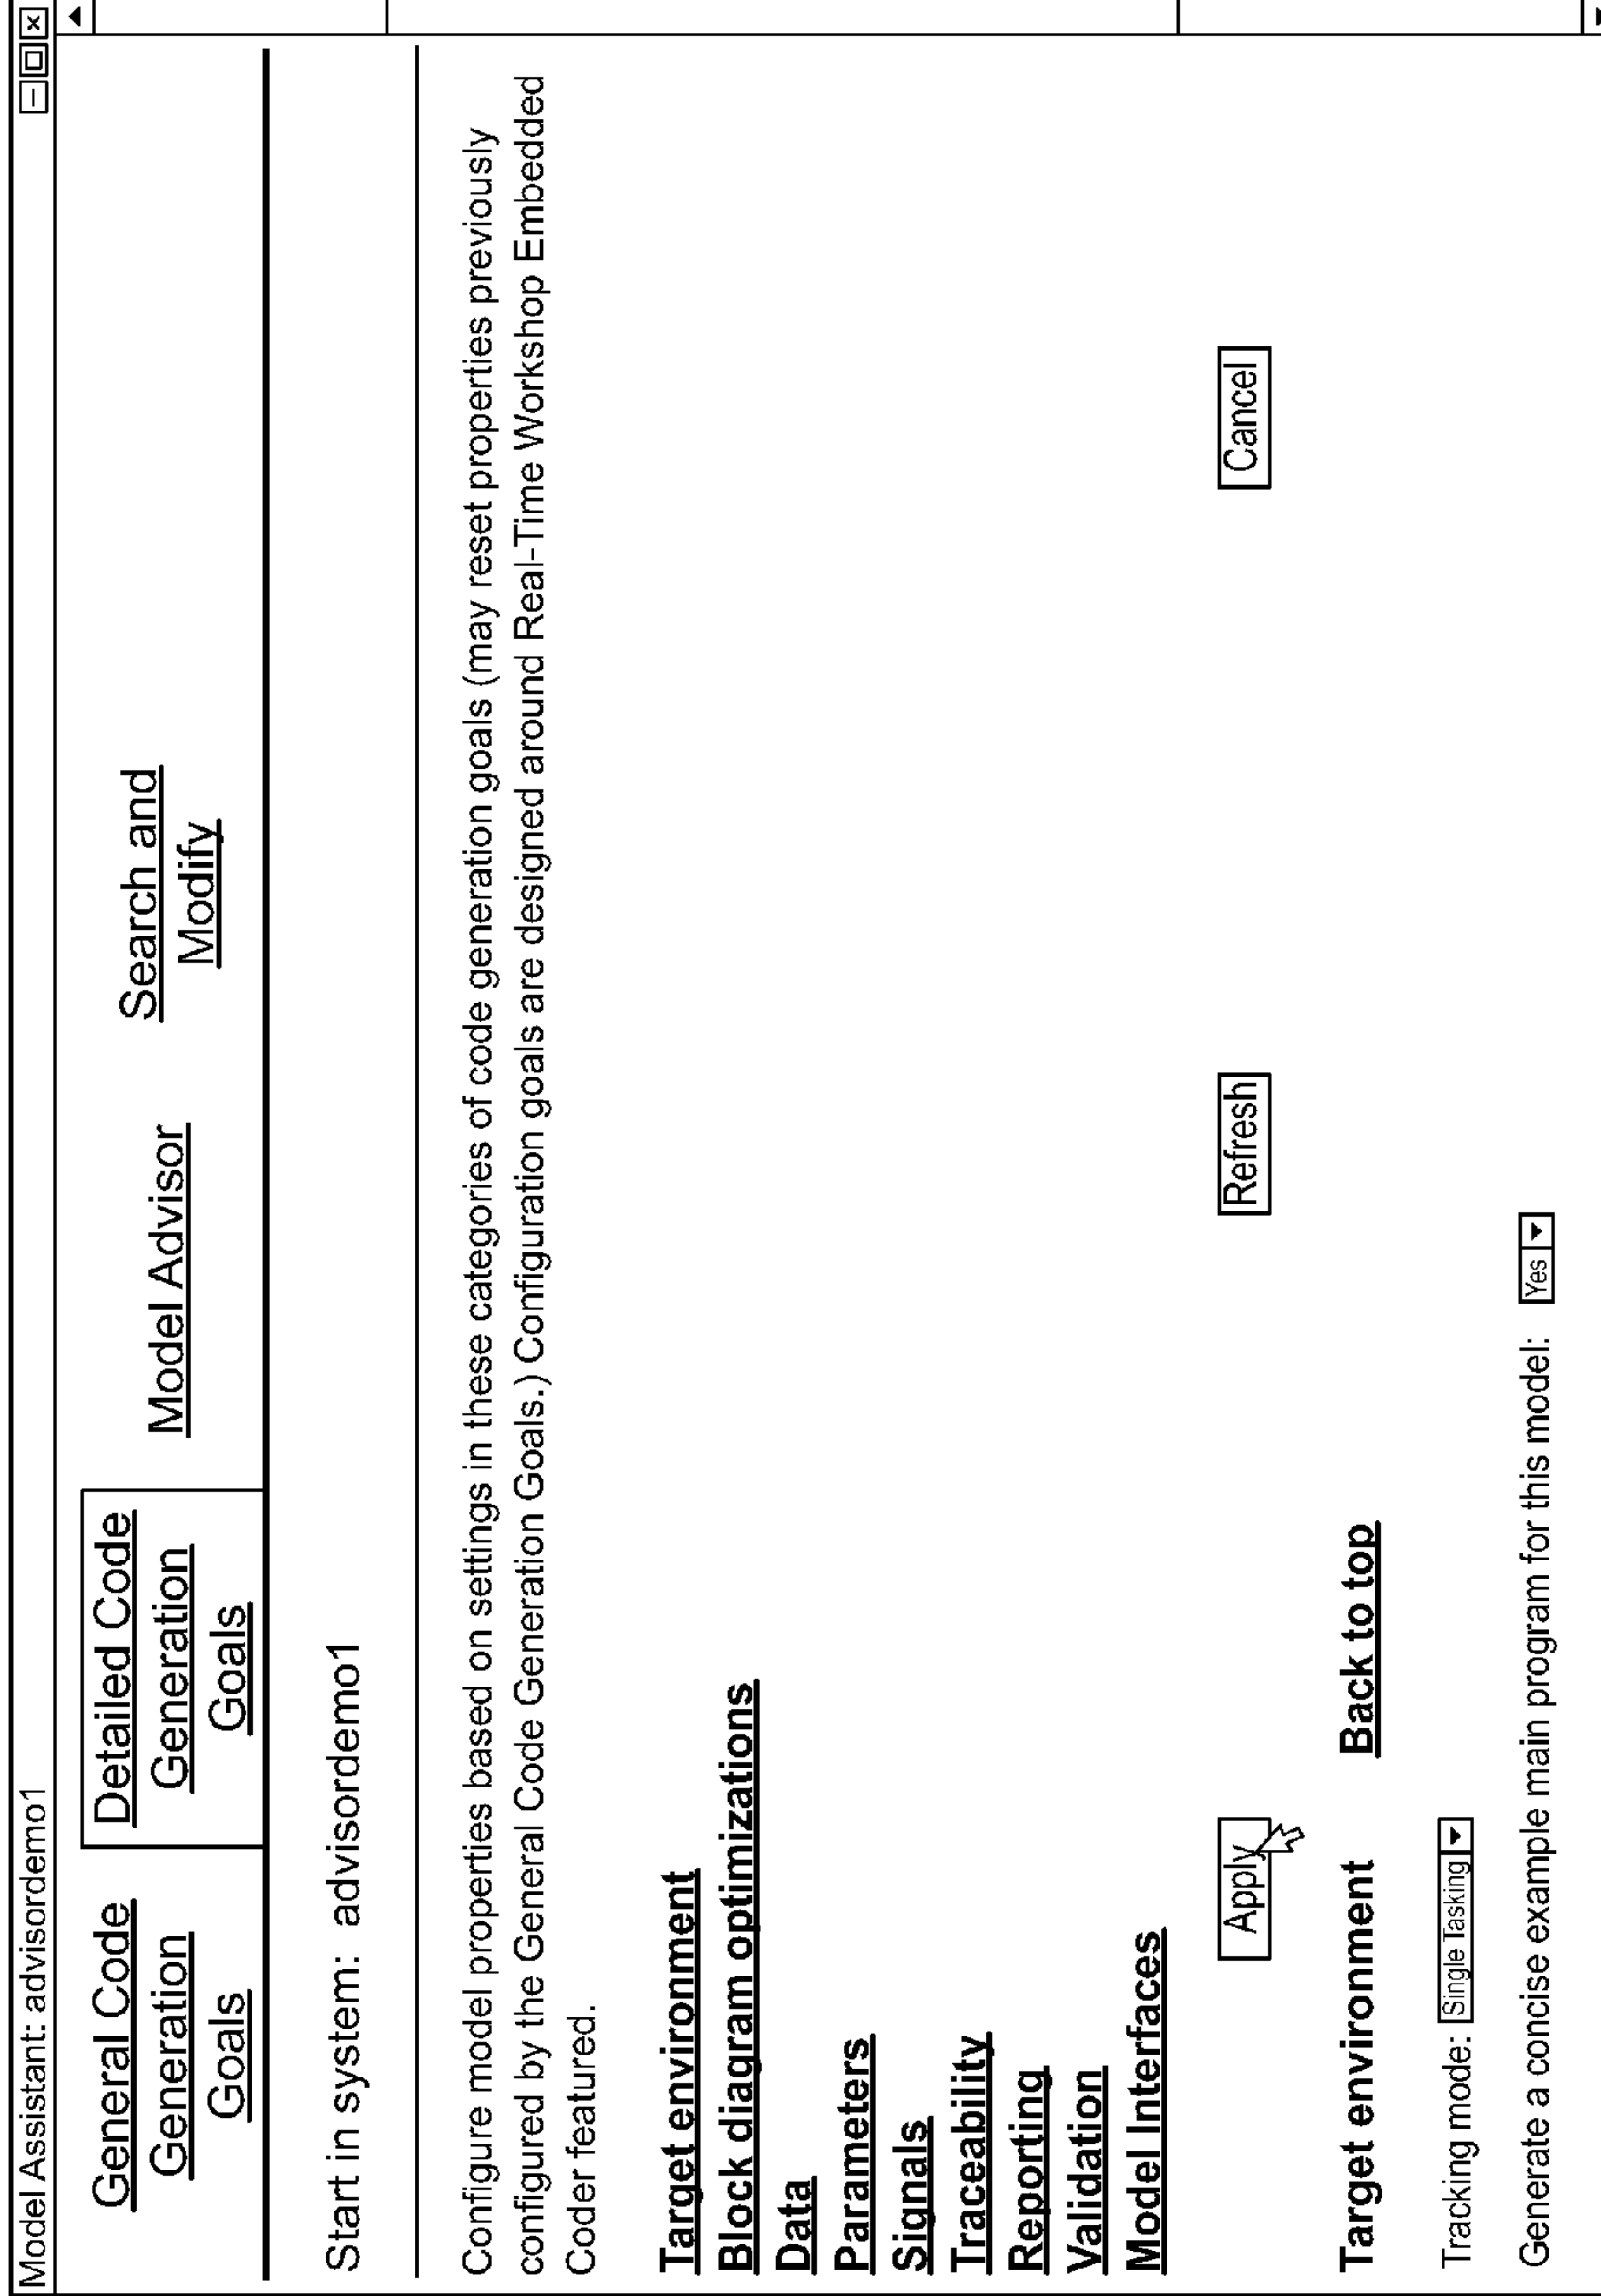 Model Assistant: advisordemo1
General Code
Generation
Goals
Detailed Code
Generation
Goals
Model Advisor
Search and
Modify
Start in system: advisordemo1
Configure model properties based on settings in these categories of code generation goals (may reset properties previously
configured by the General Code Generation Goals.) Configuration goals are designed around Real-Time Workshop Embedded
Coder featured.
Target environment
Block diagram optimizations
Data
Parameters
Signals
Traceability
Reporting
Validation
Model Interfaces
Apply
Refresh
Cancel
Target environment
Back to top
Tracking mode: Single Tasking
Generate a concise example main program for this model: Yes